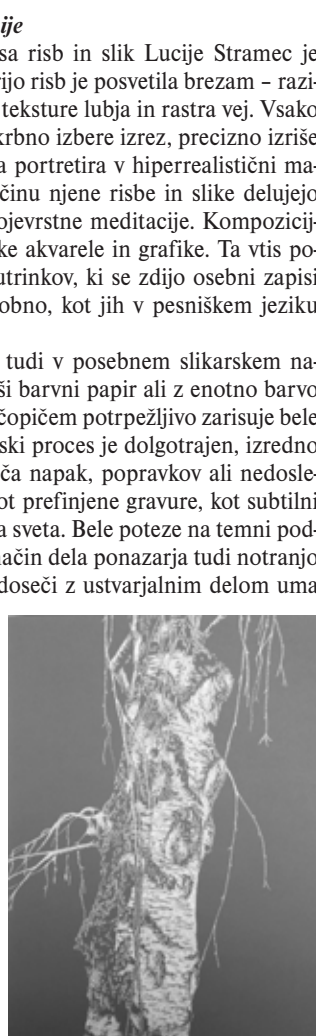 ije
sa risb in slik Lucije Stramec je
rijo risb je posvetila brezam – razi-
teksture lubja in rastra vej. Vsako
krbno izbere izrez, precizno izriše
a portretira v hiperrealistični ma-
činu njene risbe in slike delujejo
ojevrstne meditacije. Kompozicij-
ke akvarele in grafike. Ta vtis po-
utrinkov, ki se zdijo osebni zapisi
obno, kot jih v pesniškem jeziku
tudi v posebnem slikarskem na-
ši barvni papir ali z enotno barvo
čopičem potrpežljivo zarisuje bele
ski proces je dolgotrajen, izredno
ča napak, popravkov ali nedosle-
ot prefinjene gravure, kot subtilni
a sveta. Bele poteze na temni pod-
način dela ponazarja tudi notranjo
doseči z ustvarjalnim delom uma